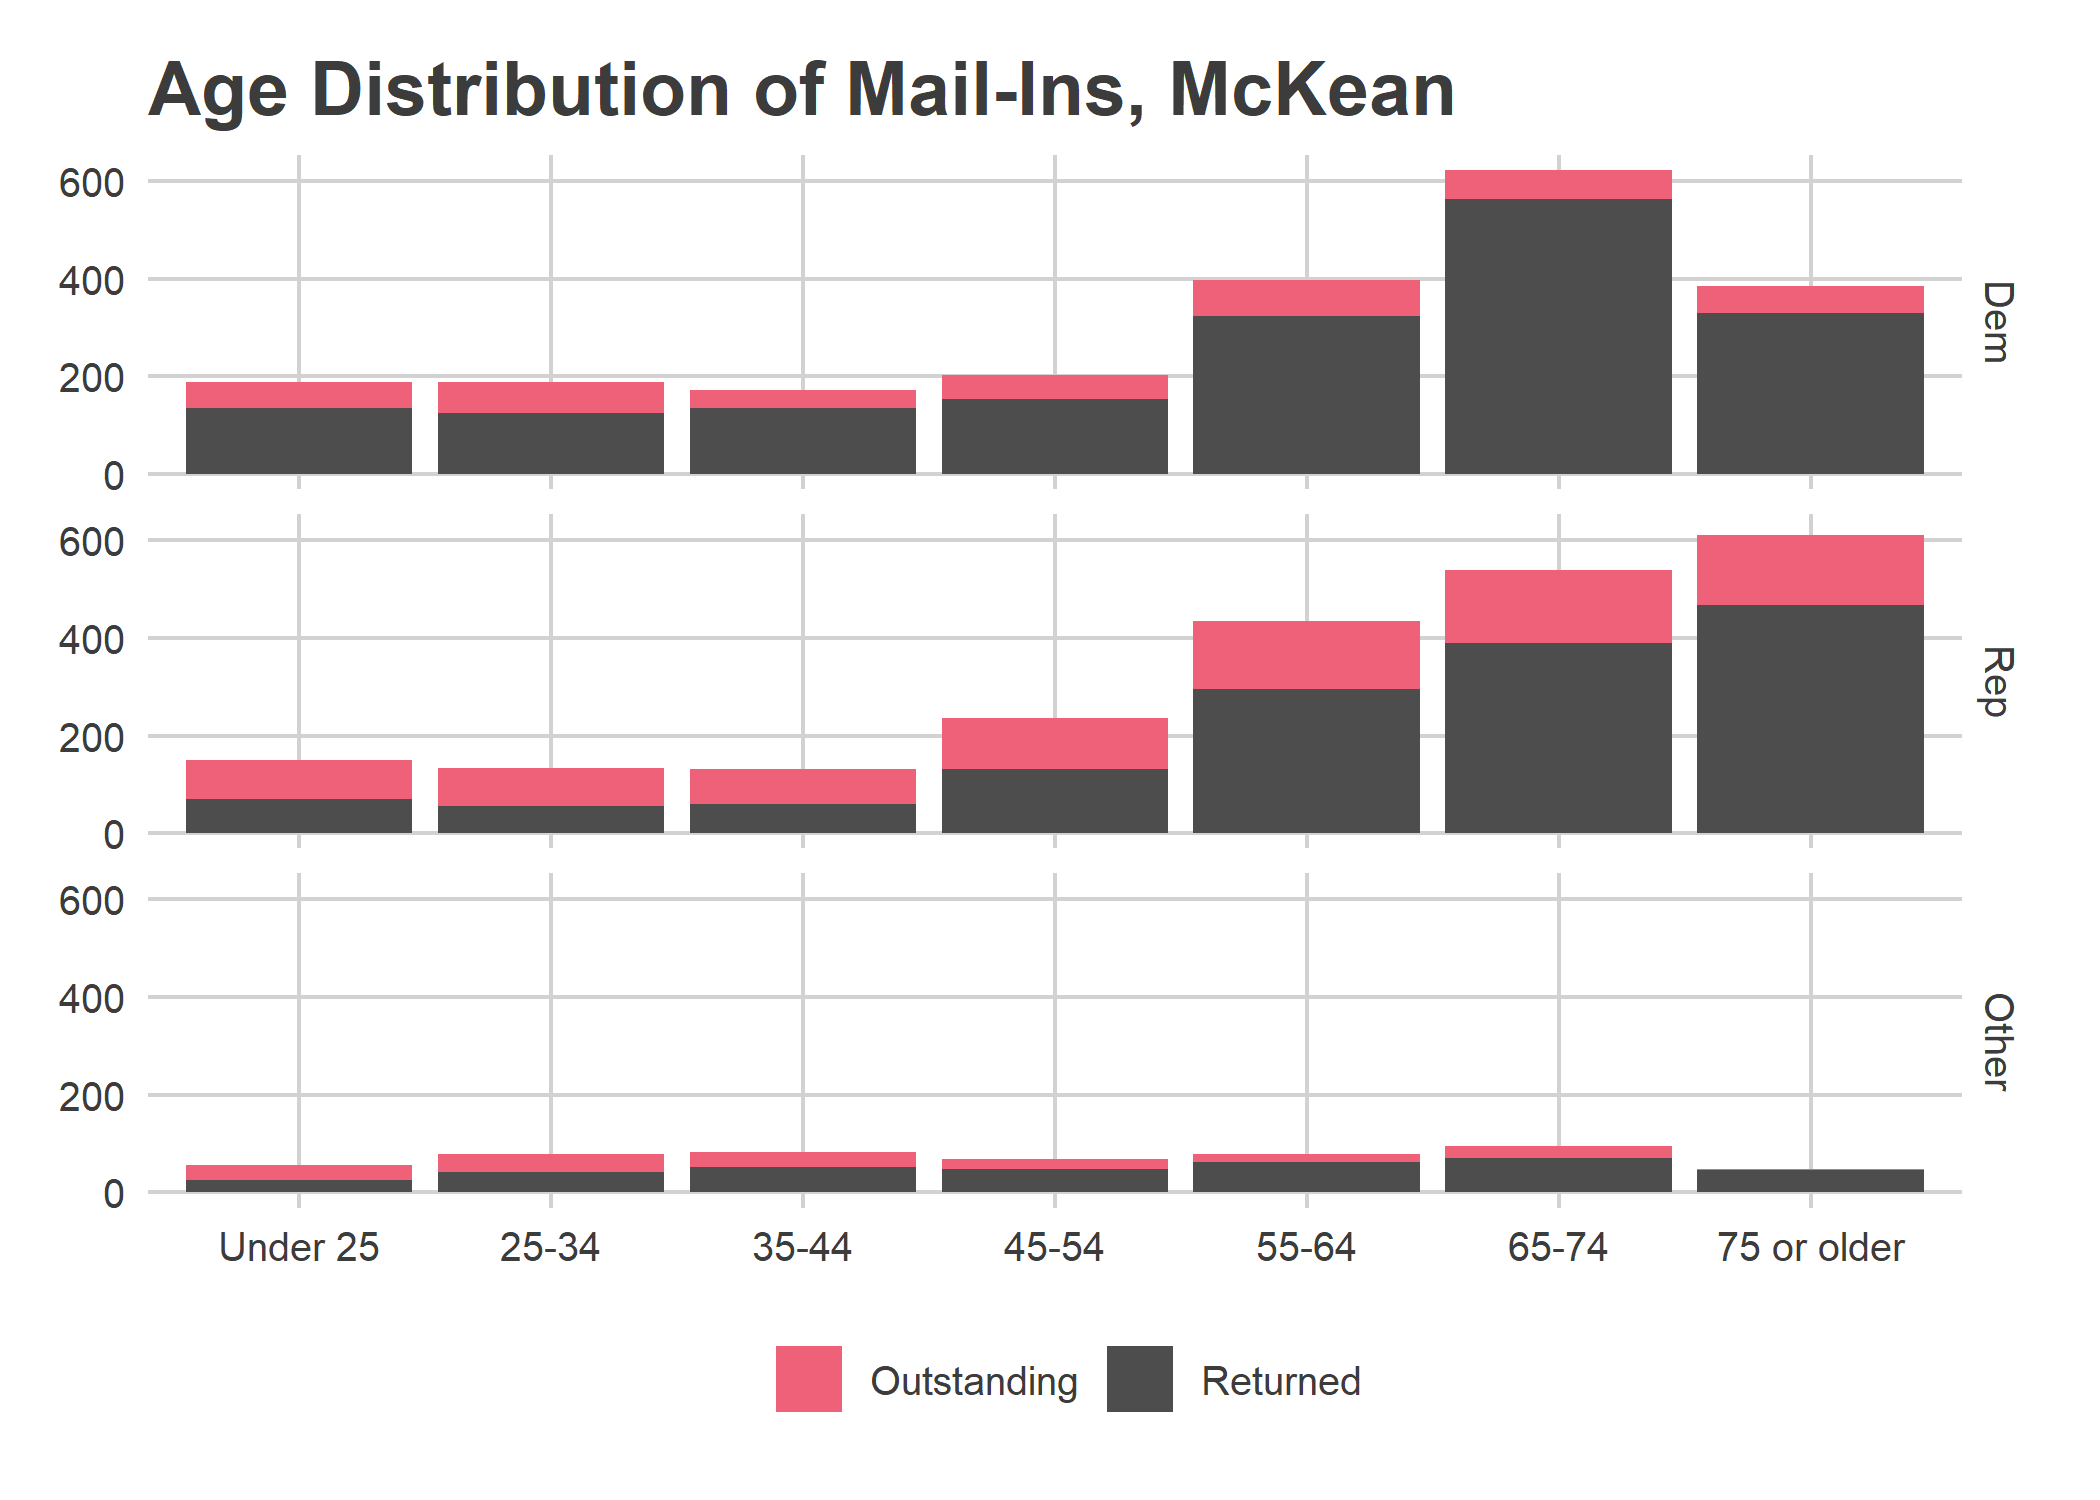 Age Distribution of Mail-Ins, McKean
600
400
200
0
Dem
600
400
200
0
Rep
600
400
200
0
Other
Under 25 25-34 35-44 45-54 55-64 65-74 75 or older
Outstanding Returned